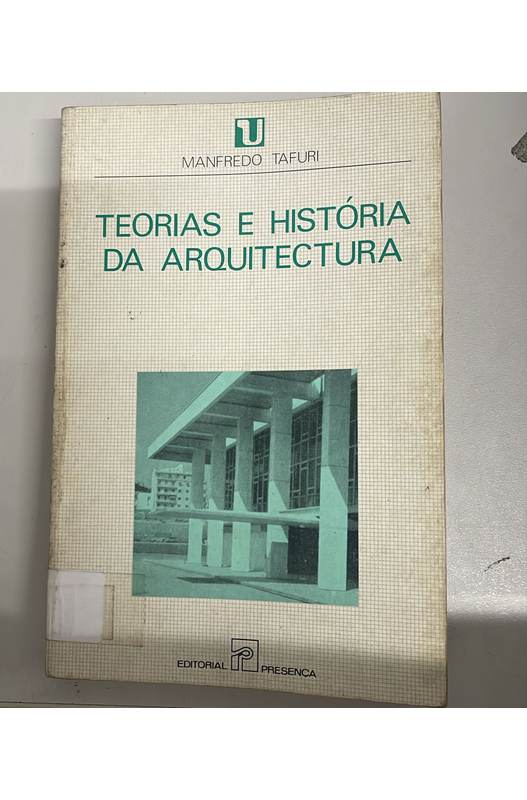 U
MANFREDO TAFURI
TEORIAS E HISTÓRIA
DA ARQUITECTURA
EDITORIAL PRESENÇA